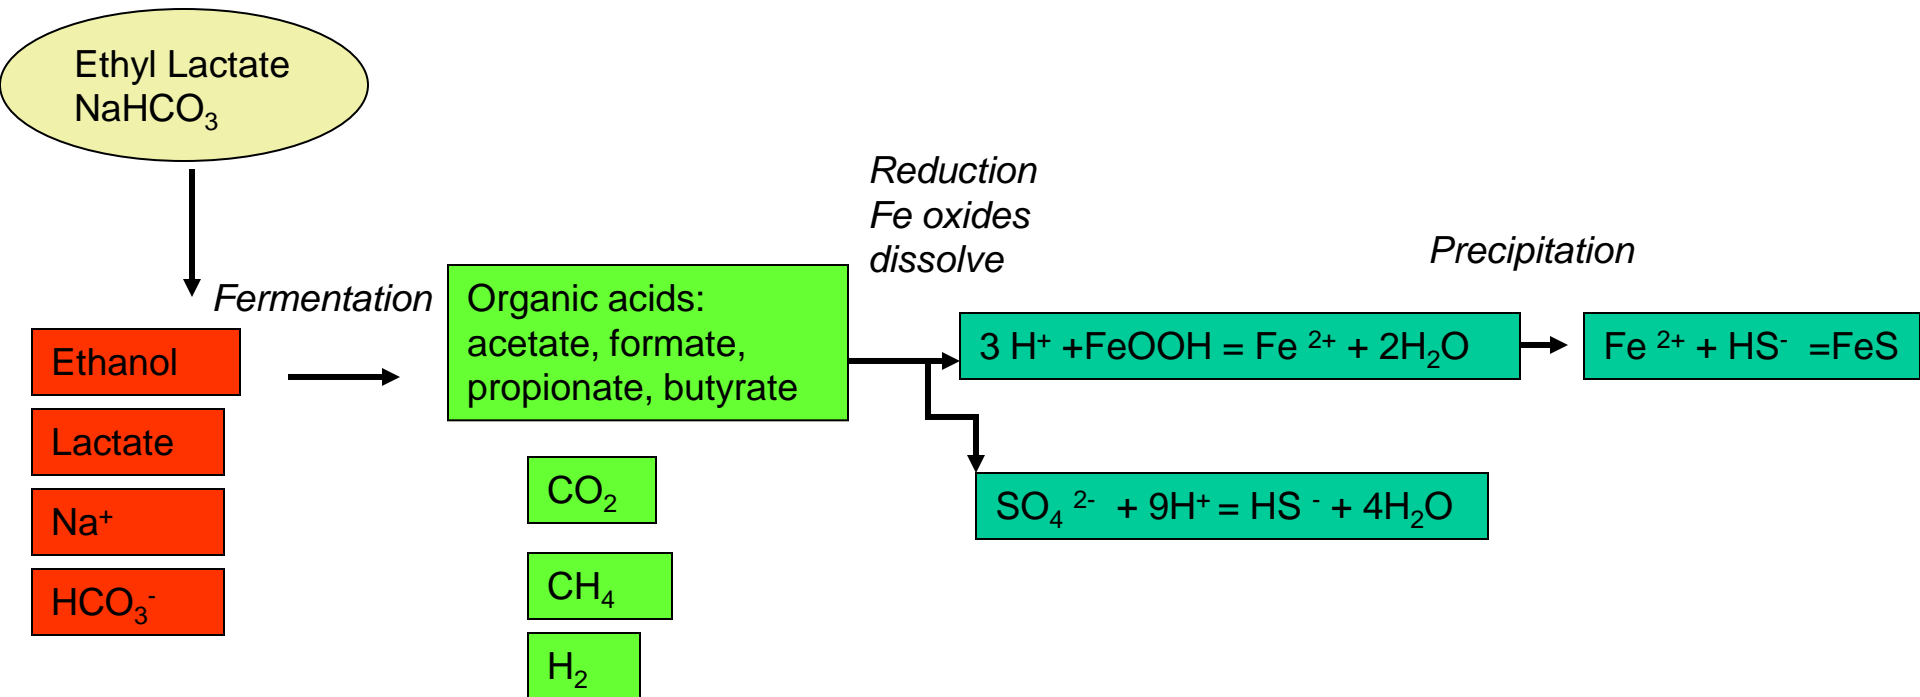 Ethyl Lactate
NaHCO₃
Fermentation
Ethanol
Lactate
Na⁺
HCO₃⁻
Organic acids:
acetate, formate,
propionate, butyrate
CO₂
CH₄
H₂
Reduction
Fe oxides
dissolve
3 H⁺ +FeOOH = Fe ²⁺ + 2H₂O
SO₄ ²⁻ + 9H⁺ = HS ⁻ + 4H₂O
Precipitation
Fe ²⁺ + HS⁻ =FeS